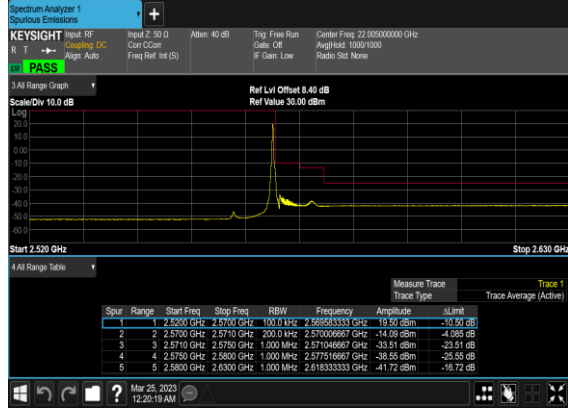 Spectrum Analyzer 1
Spurious Emissions
+
KEYSIGHT Input: RF Input Z: 50 Ω Atten: 40 dB Trig: Free Run Center Freq: 22.005000000 GHz
R T Coupling: DC Corr CCorr Gate: Off Avg|Hold: 1000/1000
Align: Auto Freq Ref: Int (S) IF Gain: Low Radio Std: None
PASS
3 All Range Graph
Ref Lvl Offset 8.40 dB
Scale/Div 10.0 dB Ref Value 30.00 dBm
Log
20.0
10.0
0.00
-10.0
-20.0
-30.0
-40.0
-50.0
-60.0
Start 2.520 GHz Stop 2.630 GHz
4 All Range Table
Measure Trace Trace 1
Trace Type Trace Average (Active)
Spur Range Start Freq Stop Freq RBW Frequency Amplitude ΔLimit
1 1 2.5200 GHz 2.5700 GHz 100.0 kHz 2.569583333 GHz 19.50 dBm -10.50 dB
2 2 2.5700 GHz 2.5710 GHz 200.0 kHz 2.570006667 GHz -14.09 dBm -4.085 dB
3 3 2.5710 GHz 2.5750 GHz 1.000 MHz 2.571046667 GHz -33.51 dBm -23.51 dB
4 4 2.5750 GHz 2.5800 GHz 1.000 MHz 2.577516667 GHz -38.55 dBm -25.55 dB
5 5 2.5800 GHz 2.6300 GHz 1.000 MHz 2.618333333 GHz -41.72 dBm -16.72 dB
? Mar 25, 2023
12:20:19 AM